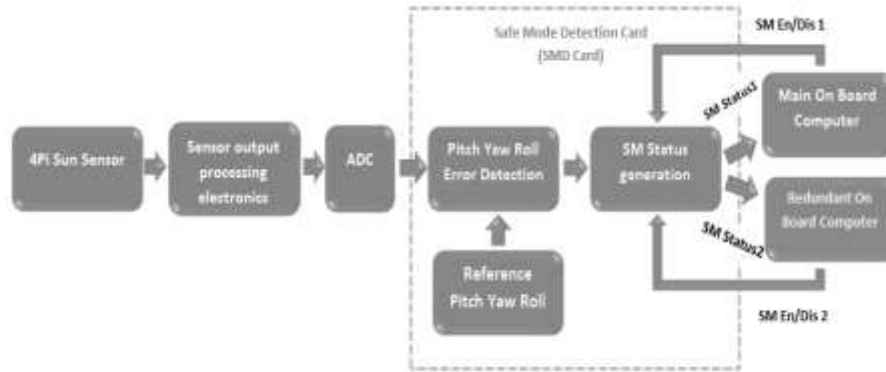 Safe Mode Detection Card
(SMD Card)
SM En/Dis 1
4Pi Sun Sensor
Sensor output
processing
electronics
ADC
Pitch Yaw Roll
Error Detection
SM Status
generation
SM Status1
Main On Board
Computer
SM Status2
Redundant On
Board Computer
Reference
Pitch Yaw Roll
SM En/Dis 2